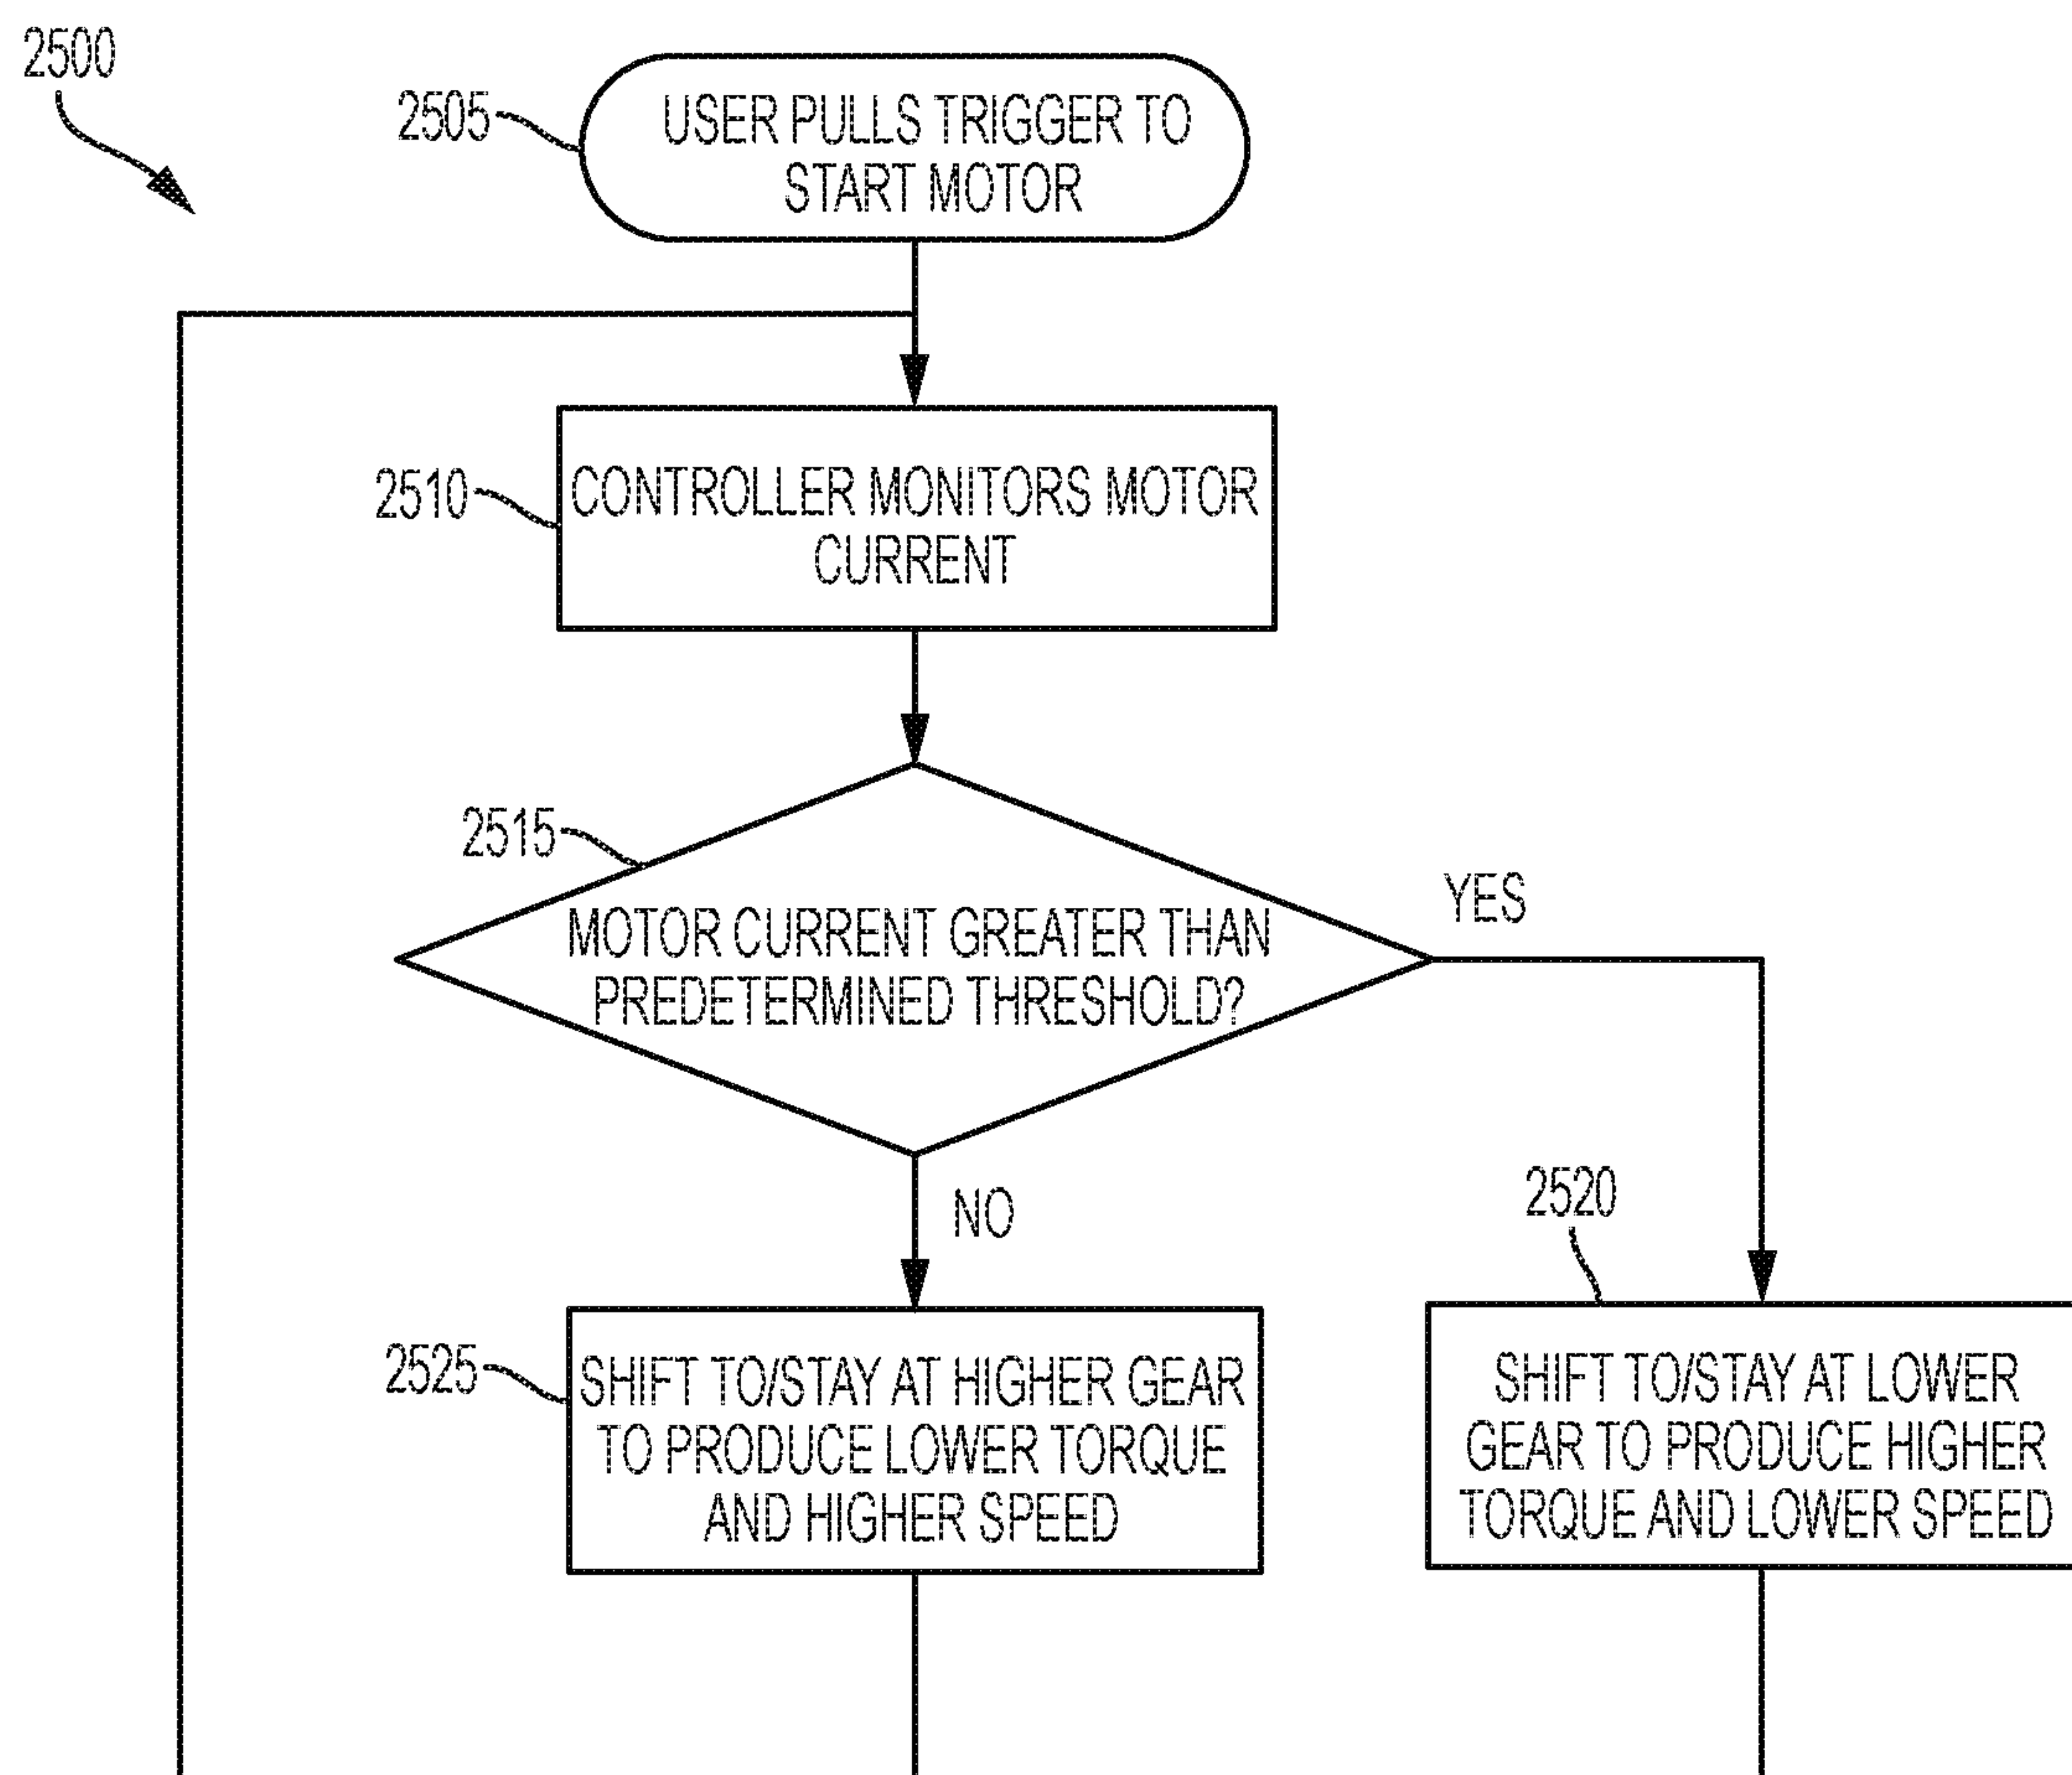 2500
2505
USER PULLS TRIGGER TO
START MOTOR
2510
CONTROLLER MONITORS MOTOR
CURRENT
2515
MOTOR CURRENT GREATER THAN
PREDETERMINED THRESHOLD?
YES
NO
2520
2525
SHIFT TO/STAY AT HIGHER GEAR
TO PRODUCE LOWER TORQUE
AND HIGHER SPEED
SHIFT TO/STAY AT LOWER
GEAR TO PRODUCE HIGHER
TORQUE AND LOWER SPEED